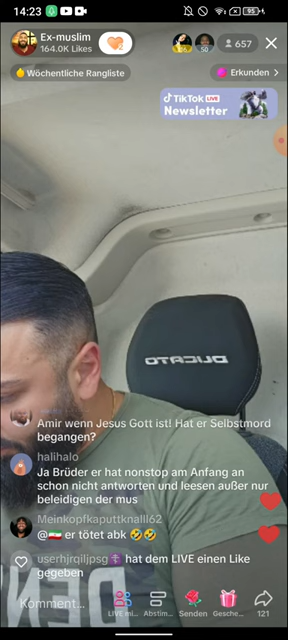 14:23
95
Ex-muslim
164.0K Likes
50
657
Wöchentliche Rangliste
Erkunden >
TikTok LIVE
Newsletter
DUCATO
Amir wenn Jesus Gott ist! Hat er Selbstmord
begangen?
halihalo
Ja Brüder er hat nonstop am Anfang an
schon nicht antworten und leesen außer nur
beleidigen der mus
Meinkopfkaputtknalll62
@🇮🇷 er tötet abk 🤣🤣
userhjrqiljpsg hat dem LIVE einen Like
gegeben
Komment...
LIVE mi...
Abstim...
Senden
Gesche...
121